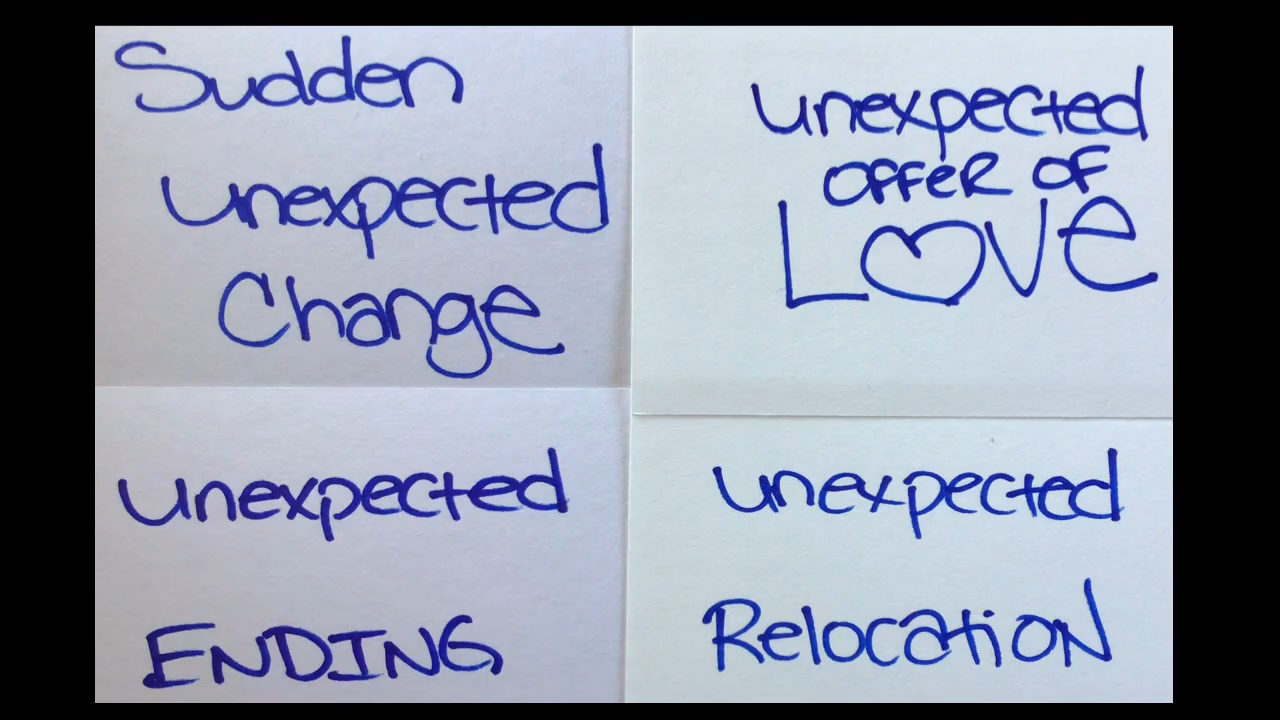 Sudden
unexpected
Change
unexpected
OFFER OF
LOVE
unexpected
ENDING
unexpected
RelocatioN